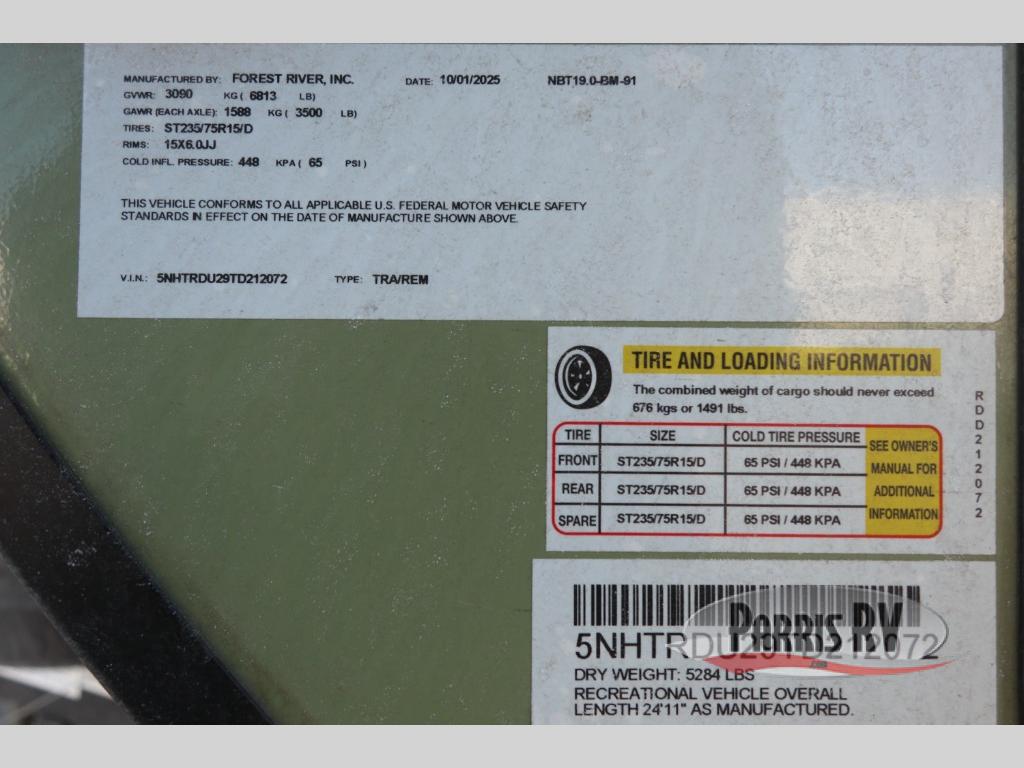 MANUFACTURED BY: FOREST RIVER, INC. DATE: 10/01/2025 NBT19.0-BM-91
GVWR: 3090 KG ( 6813 LB)
GAWR (EACH AXLE): 1588 KG ( 3500 LB)
TIRES: ST235/75R15/D
RIMS: 15X6.0JJ
COLD INFL. PRESSURE: 448 KPA ( 65 PSI )
THIS VEHICLE CONFORMS TO ALL APPLICABLE U.S. FEDERAL MOTOR VEHICLE SAFETY
STANDARDS IN EFFECT ON THE DATE OF MANUFACTURE SHOWN ABOVE.
V.I.N.: 5NHTRDU29TD212072 TYPE: TRA/REM
TIRE AND LOADING INFORMATION
The combined weight of cargo should never exceed
676 kgs or 1491 lbs.
TIRE SIZE COLD TIRE PRESSURE
FRONT ST235/75R15/D 65 PSI / 448 KPA
REAR ST235/75R15/D 65 PSI / 448 KPA
SPARE ST235/75R15/D 65 PSI / 448 KPA
SEE OWNER'S
MANUAL FOR
ADDITIONAL
INFORMATION
RDD212072
5NHTRDU29TD212072
PARRIS RV
.com
DRY WEIGHT: 5284 LBS
RECREATIONAL VEHICLE OVERALL
LENGTH 24'11" AS MANUFACTURED.